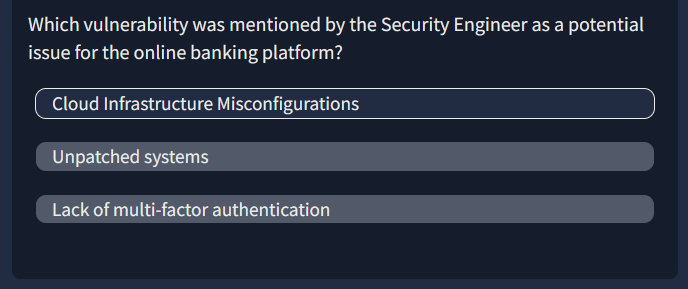 Which vulnerability was mentioned by the Security Engineer as a potential
issue for the online banking platform?
Cloud Infrastructure Misconfigurations
Unpatched systems
Lack of multi-factor authentication